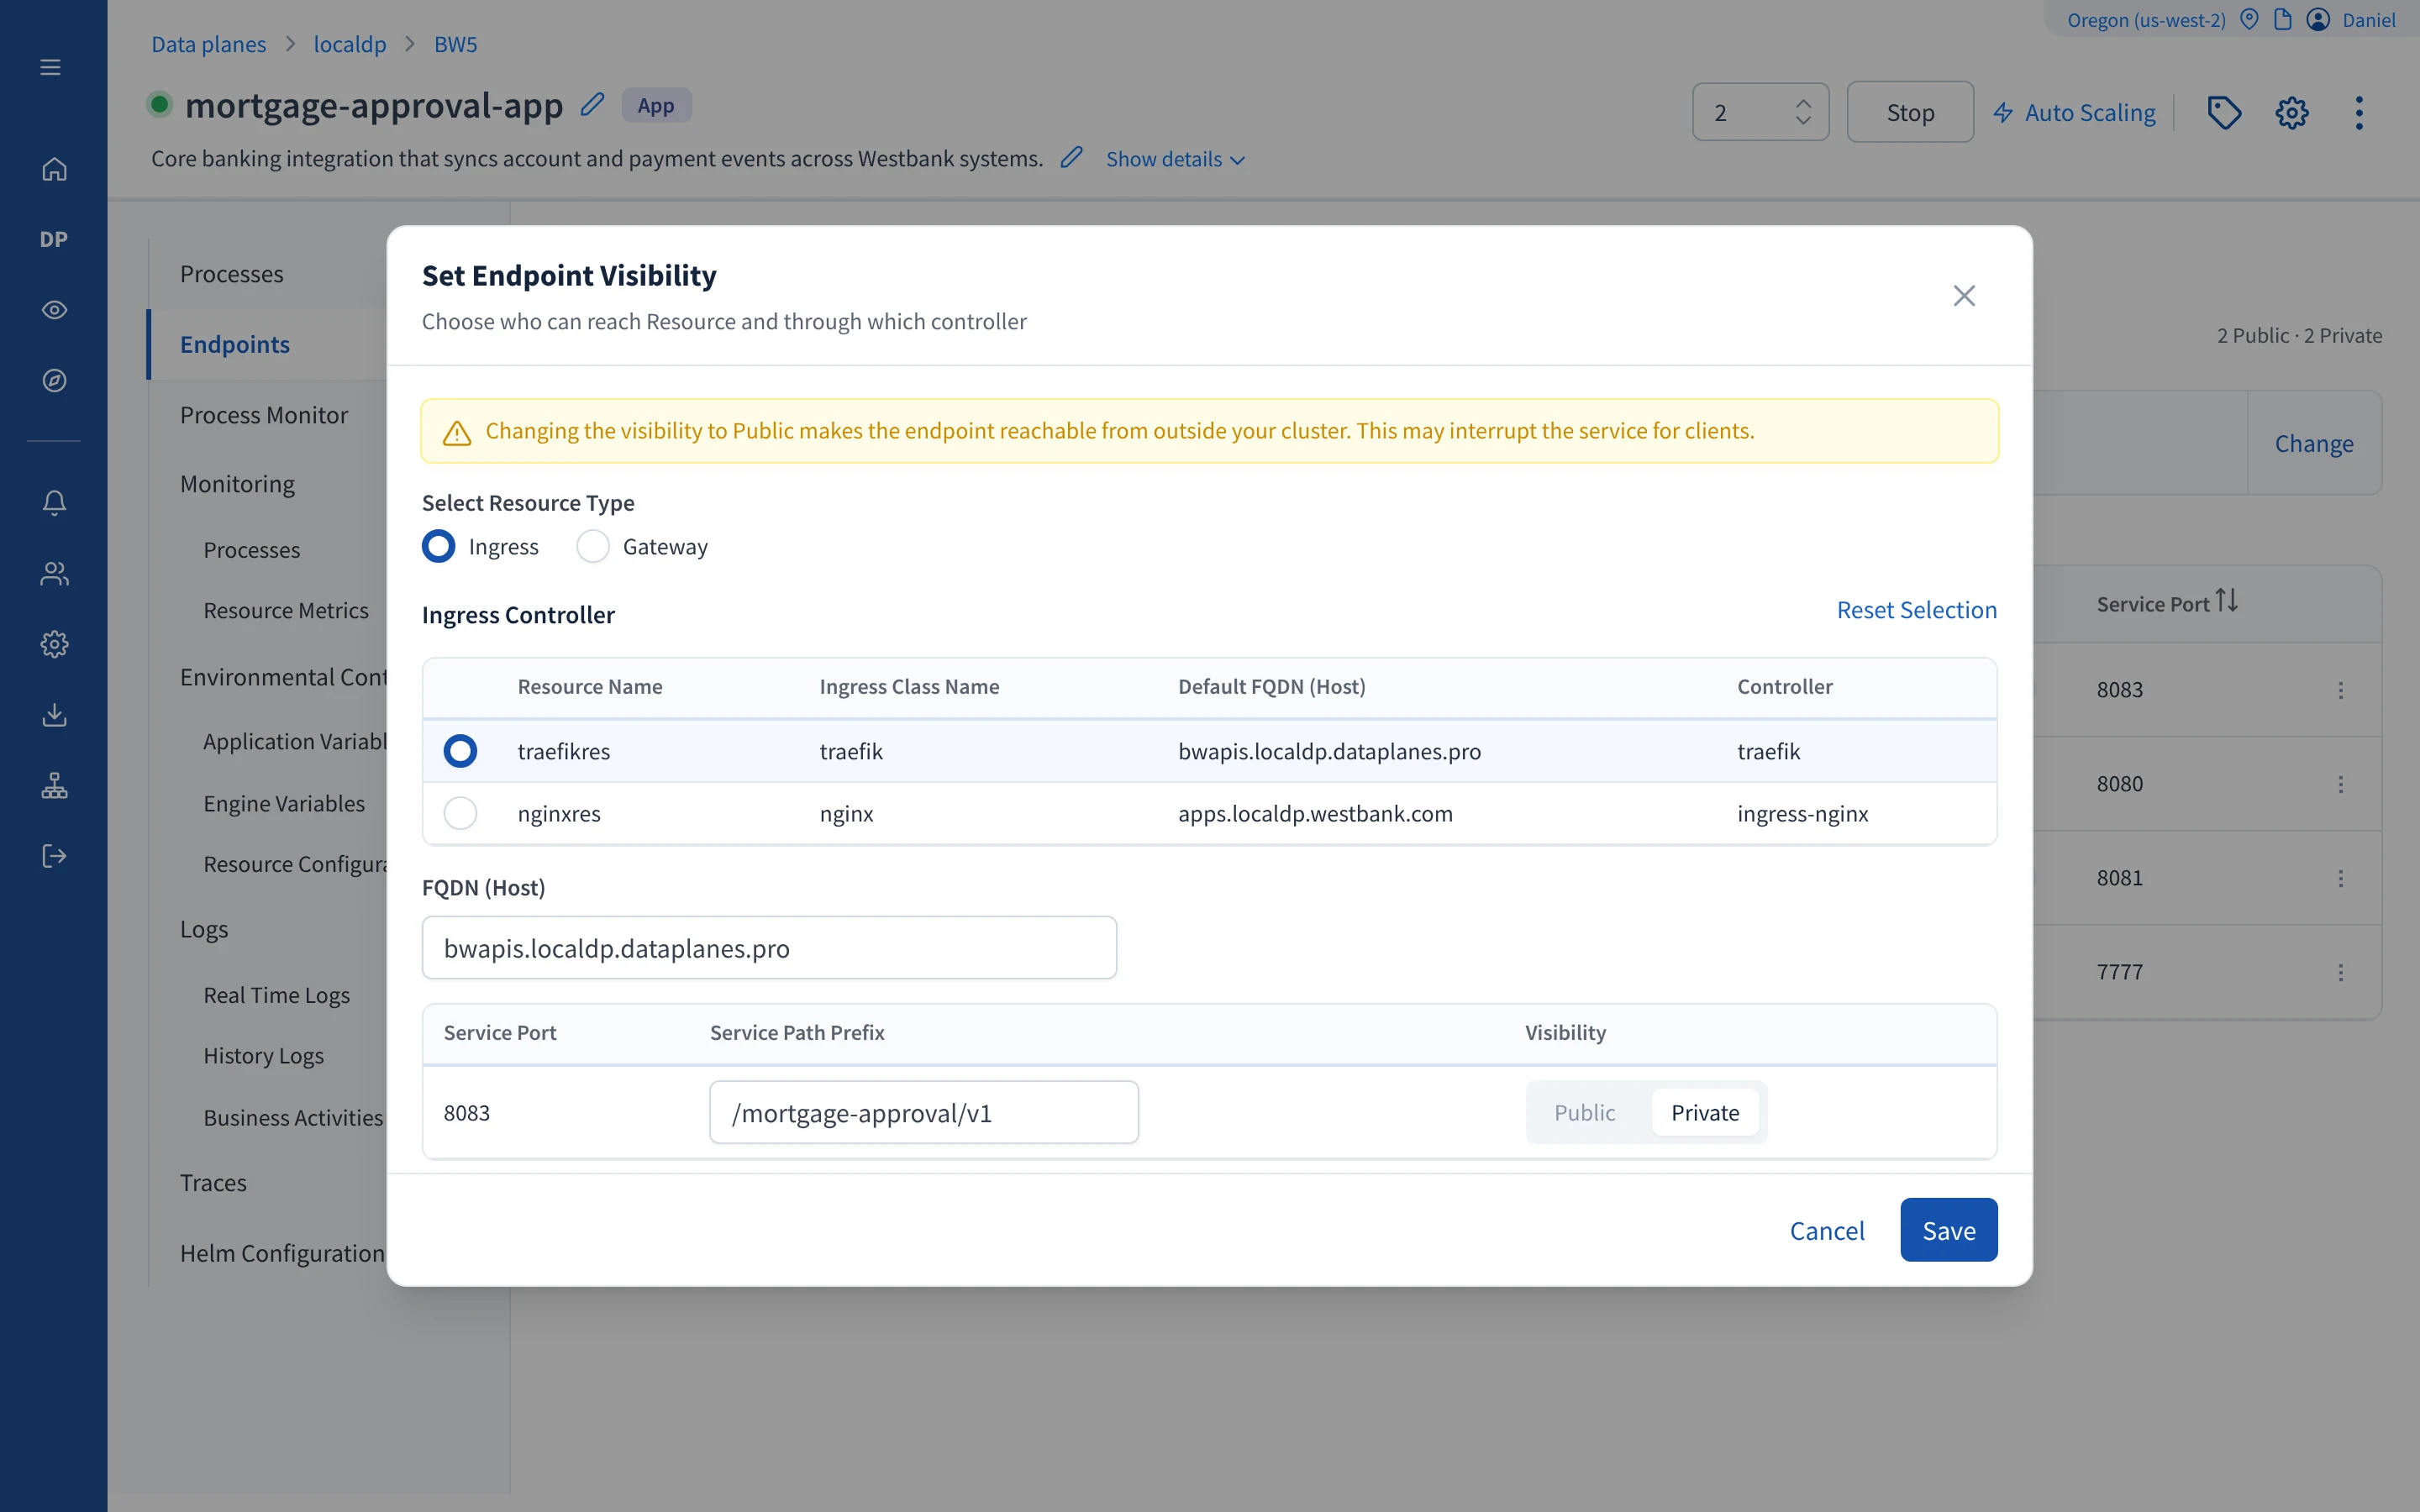 Oregon (us-west-2) Daniel
Data planes > localdp > BW5
mortgage-approval-app App
2 Stop Auto Scaling
Core banking integration that syncs account and payment events across Westbank systems. Show details
DP
Processes
Endpoints
Process Monitor
Monitoring
Processes
Resource Metrics
Environmental Cont
Application Variabl
Engine Variables
Resource Configura
Logs
Real Time Logs
History Logs
Business Activities
Traces
Helm Configuration
2 Public · 2 Private
Change
Service Port
8083
8080
8081
7777
Set Endpoint Visibility
Choose who can reach Resource and through which controller
Changing the visibility to Public makes the endpoint reachable from outside your cluster. This may interrupt the service for clients.
Select Resource Type
Ingress Gateway
Ingress Controller Reset Selection
Resource Name Ingress Class Name Default FQDN (Host) Controller
traefikres traefik bwapis.localdp.dataplanes.pro traefik
nginxres nginx apps.localdp.westbank.com ingress-nginx
FQDN (Host)
bwapis.localdp.dataplanes.pro
Service Port Service Path Prefix Visibility
8083 /mortgage-approval/v1 Public Private
Cancel Save